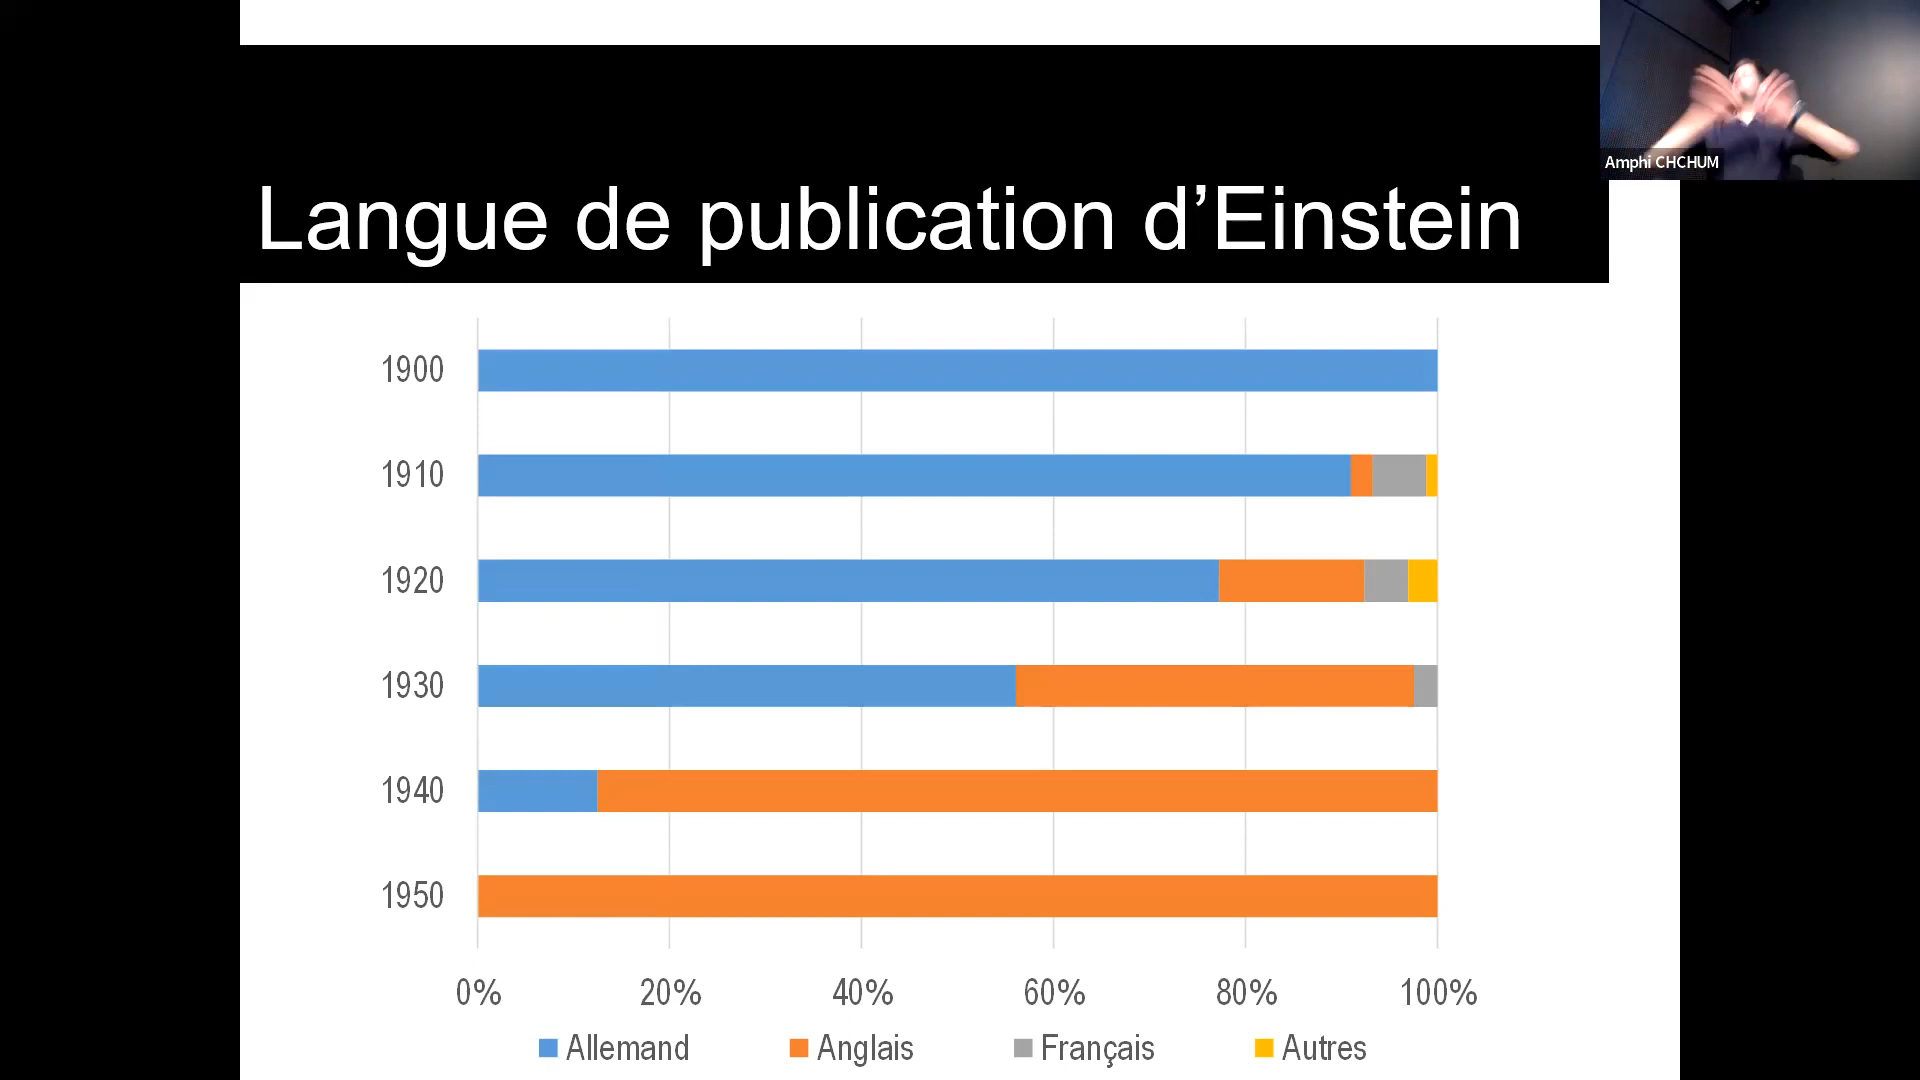 Amphi CHCHUM
Langue de publication d’Einstein
1900
1910
1920
1930
1940
1950
0% 20% 40% 60% 80% 100%
Allemand Anglais Français Autres